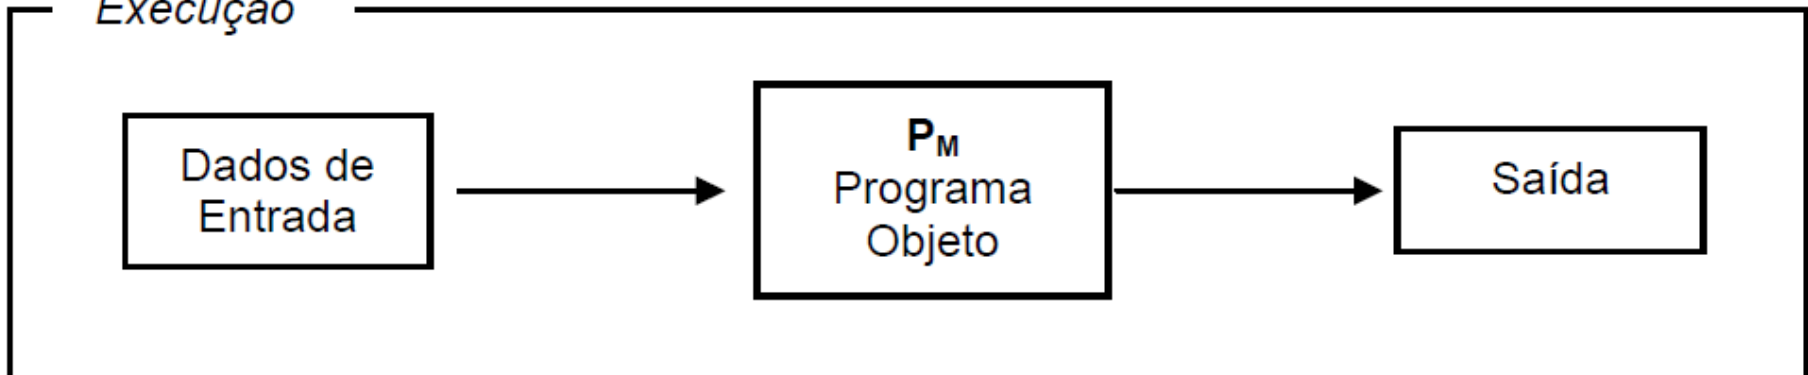 Execução
Dados de
Entrada
PM
Programa
Objeto
Saída